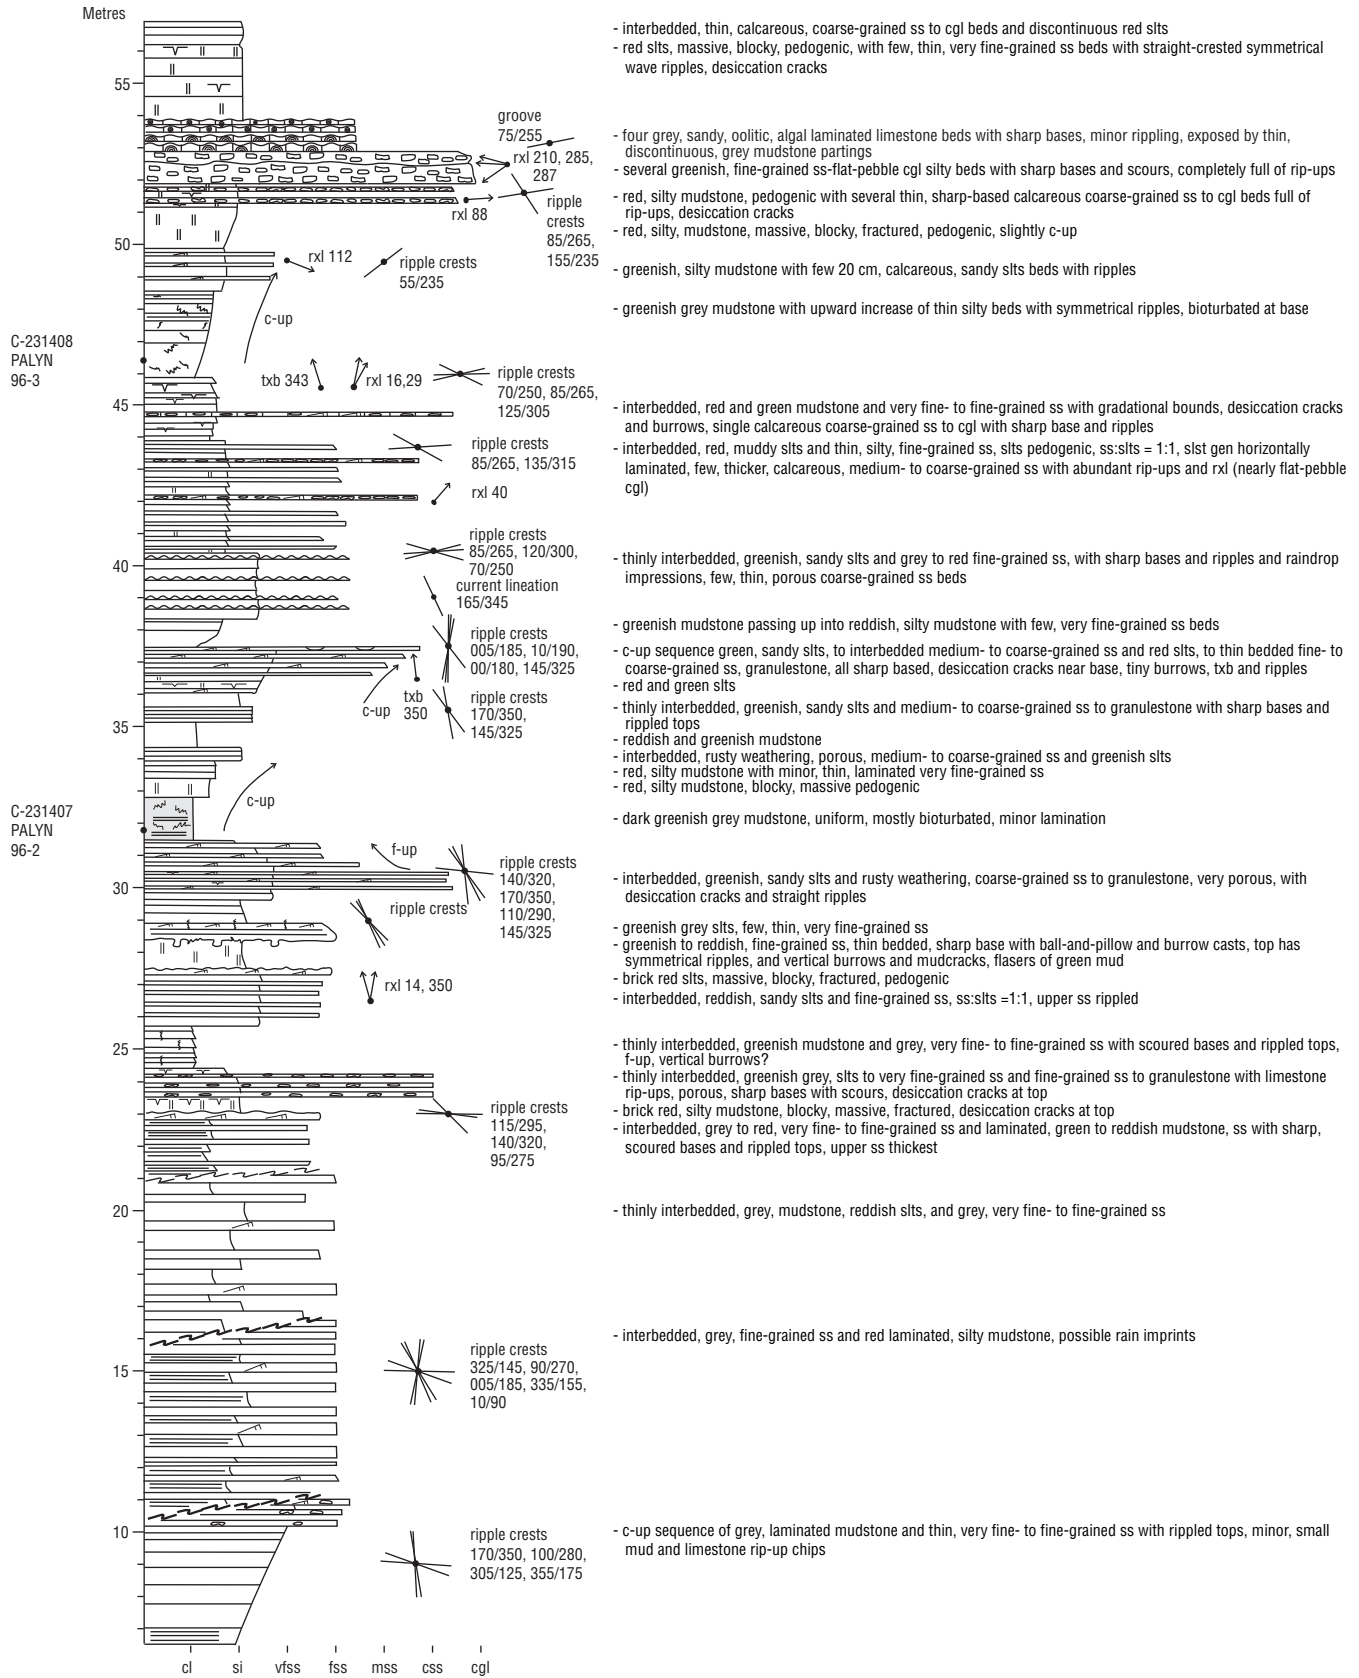 Metres
- interbedded, thin, calcareous, coarse-grained ss to cgl beds and discontinuous red slts
- red slts, massive, blocky, pedogenic, with few, thin, very fine-grained ss beds with straight-crested symmetrical
wave ripples, desiccation cracks
55
groove
75/255
- four grey, sandy, oolitic, algal laminated limestone beds with sharp bases, minor rippling, exposed by thin,
discontinuous, grey mudstone partings
rxl 210, 285,
287
- several greenish, fine-grained ss-flat-pebble cgl silty beds with sharp bases and scours, completely full of rip-ups
rxl 88
ripple
crests
85/265,
155/235
- red, silty mudstone, pedogenic with several thin, sharp-based calcareous coarse-grained ss to cgl beds full of
rip-ups, desiccation cracks
- red, silty, mudstone, massive, blocky, fractured, pedogenic, slightly c-up
50
rxl 112
ripple crests
55/235
- greenish, silty mudstone with few 20 cm, calcareous, sandy slts beds with ripples
c-up
- greenish grey mudstone with upward increase of thin silty beds with symmetrical ripples, bioturbated at base
C-231408
PALYN
96-3
txb 343
rxl 16,29
ripple crests
70/250, 85/265,
125/305
45
- interbedded, red and green mudstone and very fine- to fine-grained ss with gradational bounds, desiccation cracks
and burrows, single calcareous coarse-grained ss to cgl with sharp base and ripples
ripple crests
85/265, 135/315
- interbedded, red, muddy slts and thin, silty, fine-grained ss, slts pedogenic, ss:slts = 1:1, slst gen horizontally
laminated, few, thicker, calcareous, medium- to coarse-grained ss with abundant rip-ups and rxl (nearly flat-pebble
cgl)
rxl 40
ripple crests
85/265, 120/300,
70/250
40
- thinly interbedded, greenish, sandy slts and grey to red fine-grained ss, with sharp bases and ripples and raindrop
impressions, few, thin, porous coarse-grained ss beds
current lineation
165/345
- greenish mudstone passing up into reddish, silty mudstone with few, very fine-grained ss beds
ripple crests
005/185, 10/190,
00/180, 145/325
- c-up sequence green, sandy slts, to interbedded medium- to coarse-grained ss and red slts, to thin bedded fine- to
coarse-grained ss, granulestone, all sharp based, desiccation cracks near base, tiny burrows, txb and ripples
- red and green slts
c-up
txb
350
ripple crests
170/350,
145/325
35
- thinly interbedded, greenish, sandy slts and medium- to coarse-grained ss to granulestone with sharp bases and
rippled tops
- reddish and greenish mudstone
- interbedded, rusty weathering, porous, medium- to coarse-grained ss and greenish slts
- red, silty mudstone with minor, thin, laminated very fine-grained ss
- red, silty mudstone, blocky, massive pedogenic
c-up
C-231407
PALYN
96-2
- dark greenish grey mudstone, uniform, mostly bioturbated, minor lamination
f-up
ripple crests
140/320,
170/350,
110/290,
145/325
30
- interbedded, greenish, sandy slts and rusty weathering, coarse-grained ss to granulestone, very porous, with
desiccation cracks and straight ripples
ripple crests
- greenish grey slts, few, thin, very fine-grained ss
- greenish to reddish, fine-grained ss, thin bedded, sharp base with ball-and-pillow and burrow casts, top has
symmetrical ripples, and vertical burrows and mudcracks, flasers of green mud
- brick red slts, massive, blocky, fractured, pedogenic
rxl 14, 350
- interbedded, reddish, sandy slts and fine-grained ss, ss:slts =1:1, upper ss rippled
25
- thinly interbedded, greenish mudstone and grey, very fine- to fine-grained ss with scoured bases and rippled tops,
f-up, vertical burrows?
- thinly interbedded, greenish grey, slts to very fine-grained ss and fine-grained ss to granulestone with limestone
rip-ups, porous, sharp bases with scours, desiccation cracks at top
- brick red, silty mudstone, blocky, massive, fractured, desiccation cracks at top
ripple crests
115/295,
140/320,
95/275
- interbedded, grey to red, very fine- to fine-grained ss and laminated, green to reddish mudstone, ss with sharp,
scoured bases and rippled tops, upper ss thickest
20
- thinly interbedded, grey, mudstone, reddish slts, and grey, very fine- to fine-grained ss
- interbedded, grey, fine-grained ss and red laminated, silty mudstone, possible rain imprints
15
ripple crests
325/145, 90/270,
005/185, 335/155,
10/90
10
ripple crests
170/350, 100/280,
305/125, 355/175
- c-up sequence of grey, laminated mudstone and thin, very fine- to fine-grained ss with rippled tops, minor, small
mud and limestone rip-up chips
cl si vfss fss mss css cgl